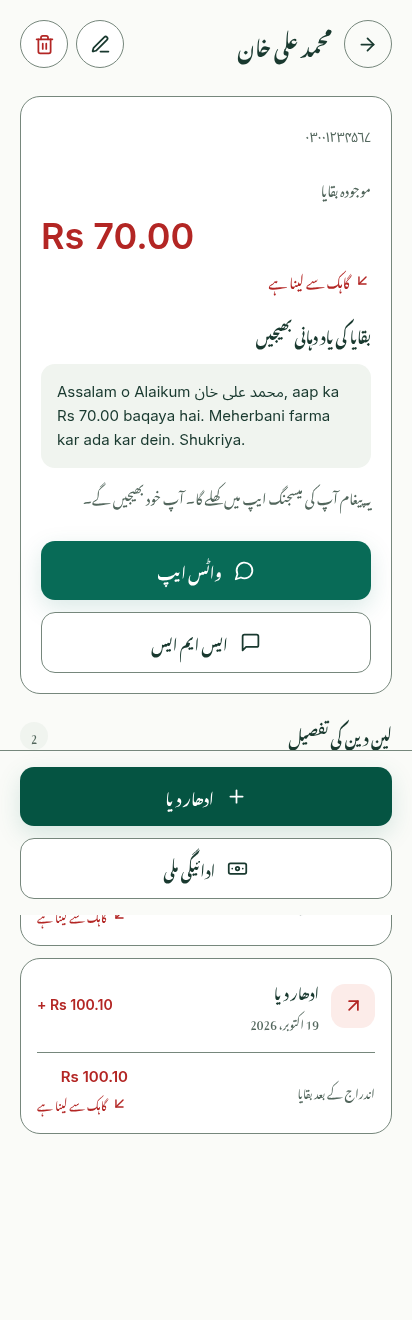 محمد علی خان
۰۳۰۰۱۲۳۴۵۶۷
موجودہ بقایا
Rs 70.00
گاہک سے لینا ہے
بقایا کی یاد دہانی بھیجیں
Assalam o Alaikum محمد علی خان, aap ka
Rs 70.00 baqaya hai. Meherbani farma
kar ada kar dein. Shukriya.
یہ پیغام آپ کی میسجنگ ایپ میں کھلے گا۔ آپ خود بھیجیں گے۔
واٹس ایپ
ایس ایم ایس
لین دین کی تفصیل
2
ادھار دیا
ادائیگی ملی
گاہک سے لینا ہے
ادھار دیا
+ Rs 100.10
19 اکتوبر، 2026
Rs 100.10
اندراج کے بعد بقایا
گاہک سے لینا ہے